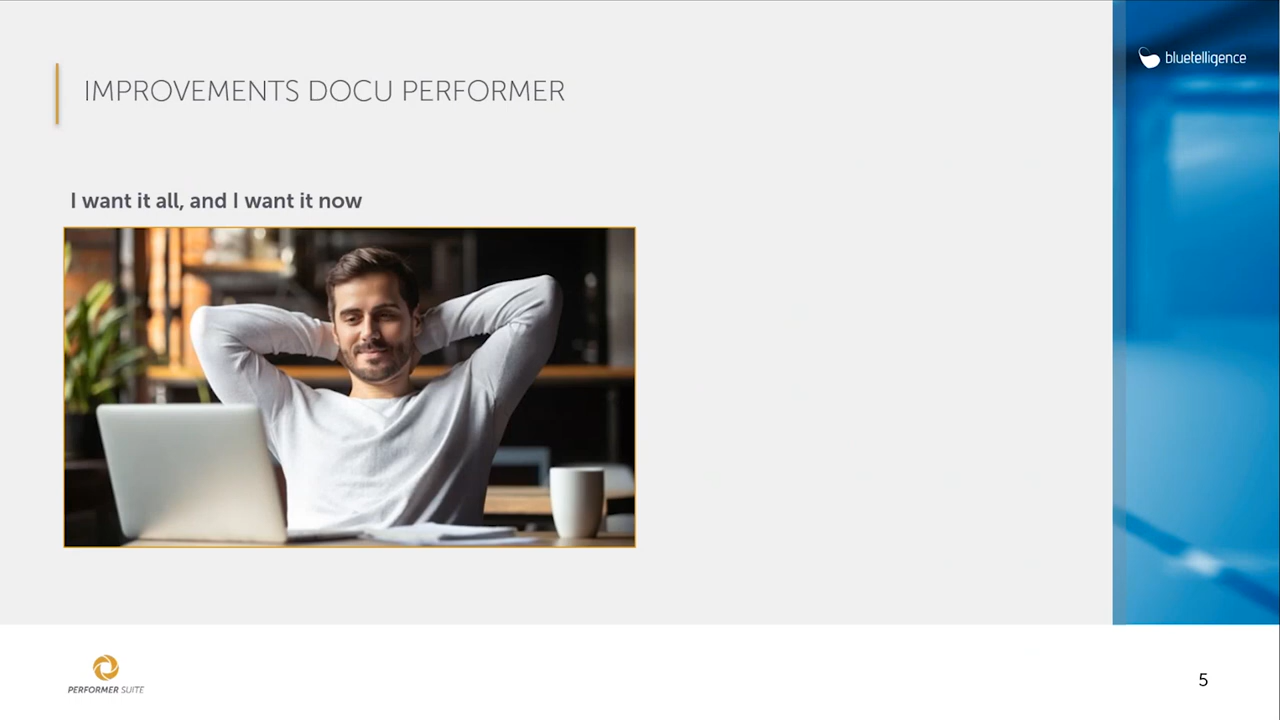 bluetelligence
IMPROVEMENTS DOCU PERFORMER
I want it all, and I want it now
PERFORMER SUITE
5